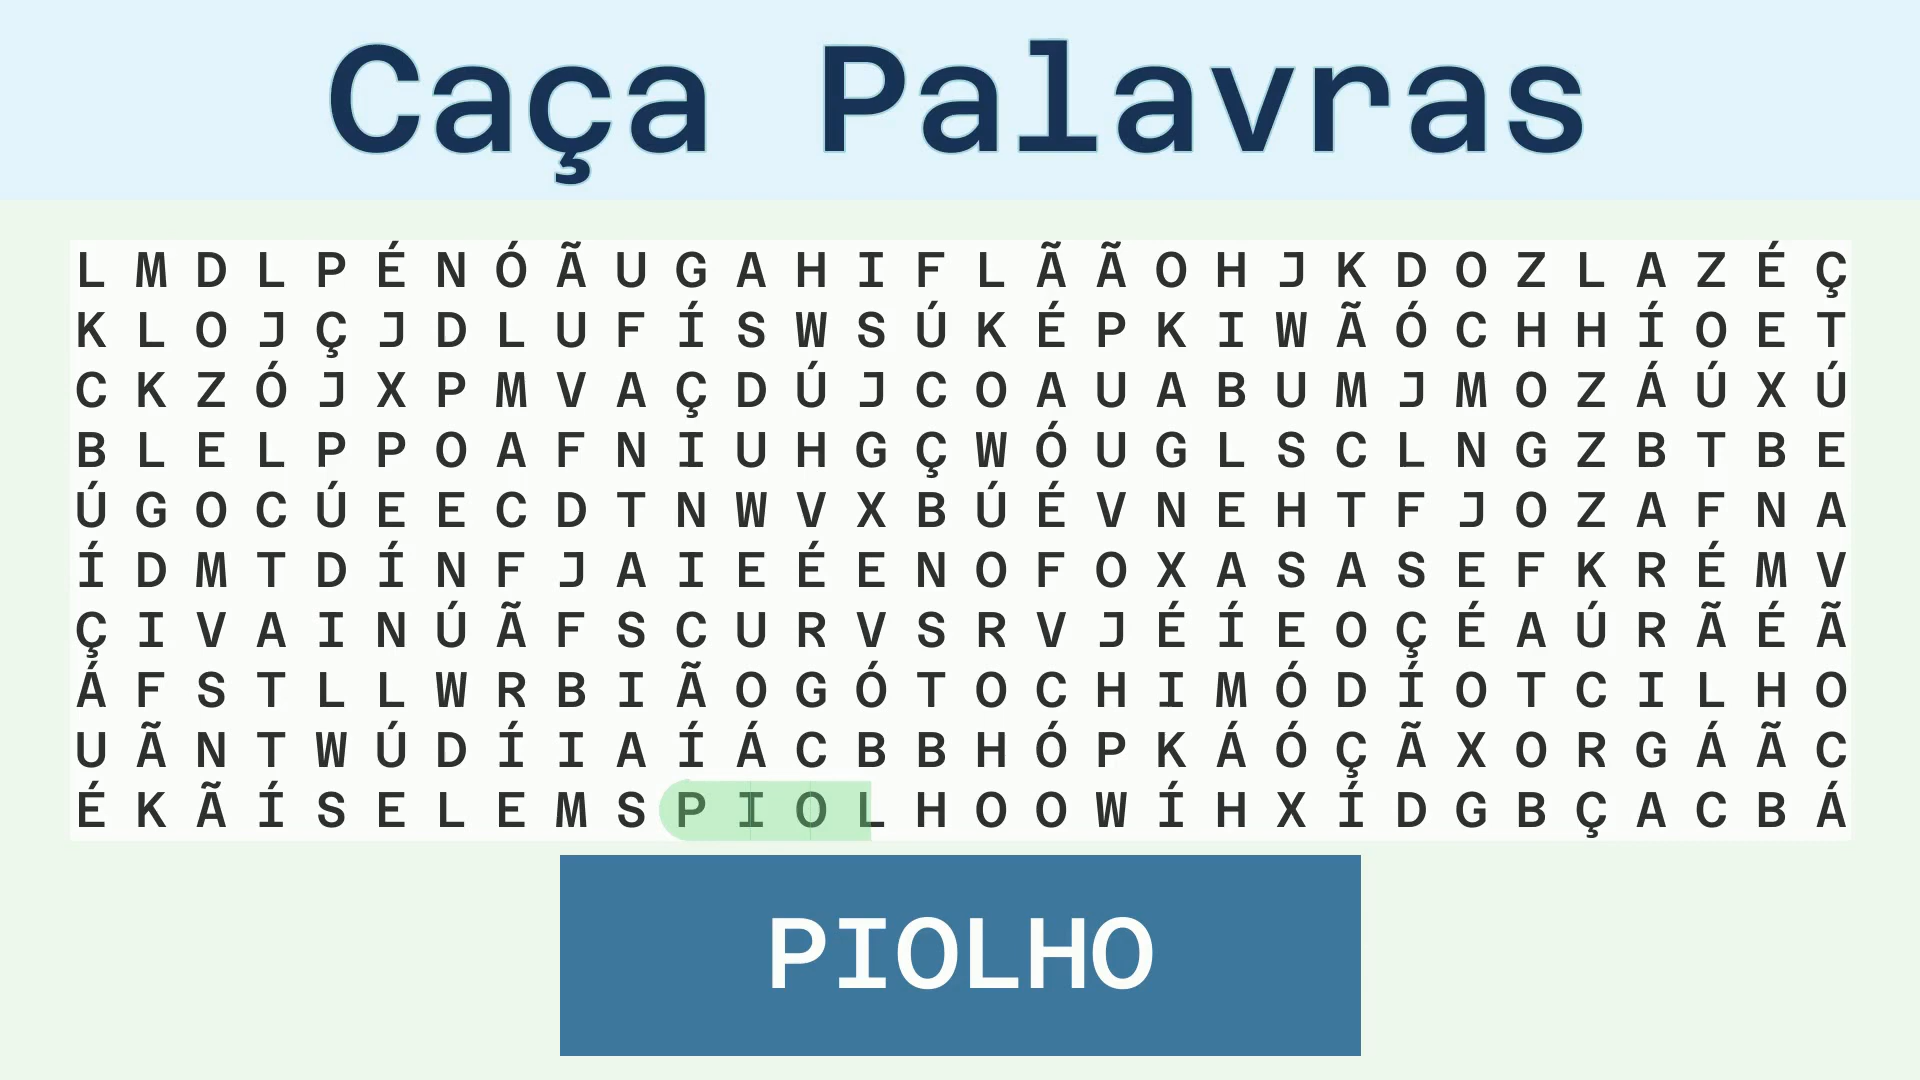 Caça Palavras
L M D L P É N Ó Ã U G A H I F L Ã Ã O H J K D O Z L A Z É Ç
K L O J Ç J D L U F Í S W S Ú K É P K I W Ã Ó C H H Í O E T
C K Z Ó J X P M V A Ç D Ú J C O A U A B U M J M O Z Á Ú X Ú
B L E L P P O A F N I U H G Ç W Ó U G L S C L N G Z B T B E
Ú G O C Ú E E C D T N W V X B Ú É V N E H T F J O Z A F N A
Í D M T D Í N F J A I E É E N O F O X A S A S E F K R É M V
Ç I V A I N Ú Ã F S C U R V S R V J É Í E O Ç É A Ú R Ã É Ã
Á F S T L L W R B I Ã O G Ó T O C H I M Ó D Í O T C I L H O
U Ã N T W Ú D Í I A Í Á C B B H Ó P K Á Ó Ç Ã X O R G Á Ã C
É K Ã Í S E L E M S P I O L H O O W Í H X Í D G B Ç A C B Á
PIOLHO